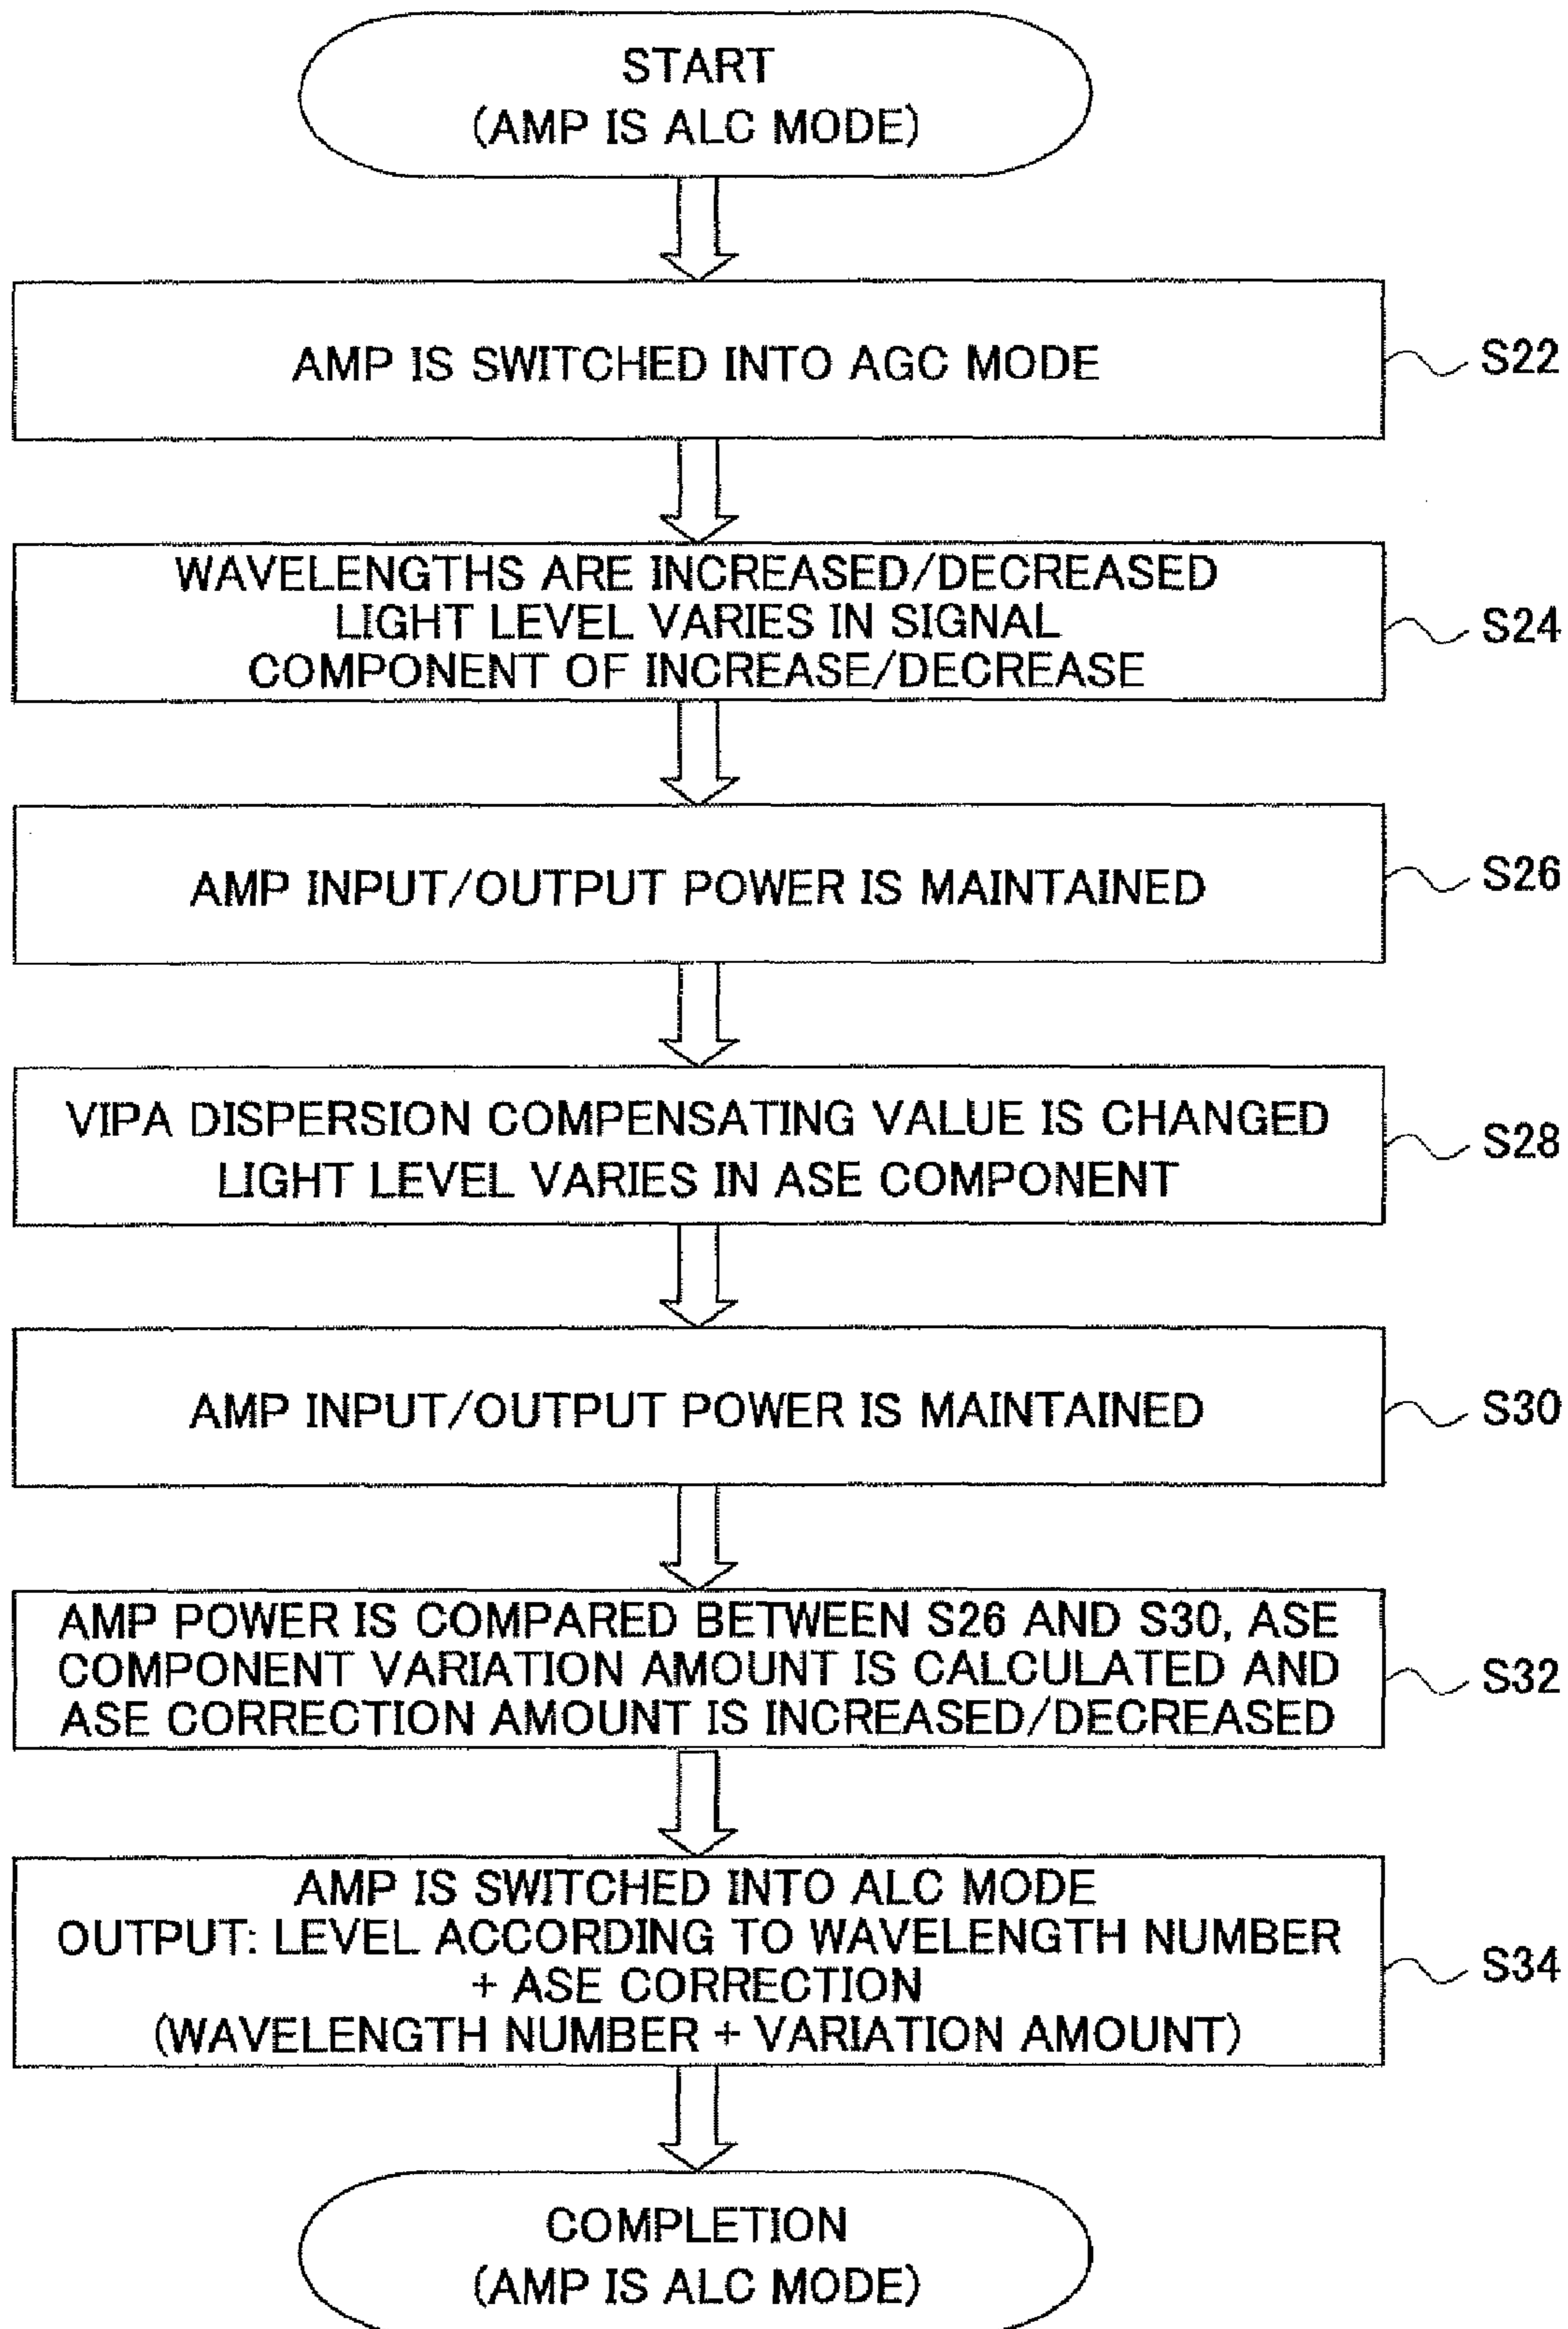 START
(AMP IS ALC MODE)
AMP IS SWITCHED INTO AGC MODE
S22
WAVELENGTHS ARE INCREASED/DECREASED
LIGHT LEVEL VARIES IN SIGNAL
COMPONENT OF INCREASE/DECREASE
S24
AMP INPUT/OUTPUT POWER IS MAINTAINED
S26
VIPA DISPERSION COMPENSATING VALUE IS CHANGED
LIGHT LEVEL VARIES IN ASE COMPONENT
S28
AMP INPUT/OUTPUT POWER IS MAINTAINED
S30
AMP POWER IS COMPARED BETWEEN S26 AND S30, ASE
COMPONENT VARIATION AMOUNT IS CALCULATED AND
ASE CORRECTION AMOUNT IS INCREASED/DECREASED
S32
AMP IS SWITCHED INTO ALC MODE
OUTPUT: LEVEL ACCORDING TO WAVELENGTH NUMBER
+ ASE CORRECTION
(WAVELENGTH NUMBER + VARIATION AMOUNT)
S34
COMPLETION
(AMP IS ALC MODE)